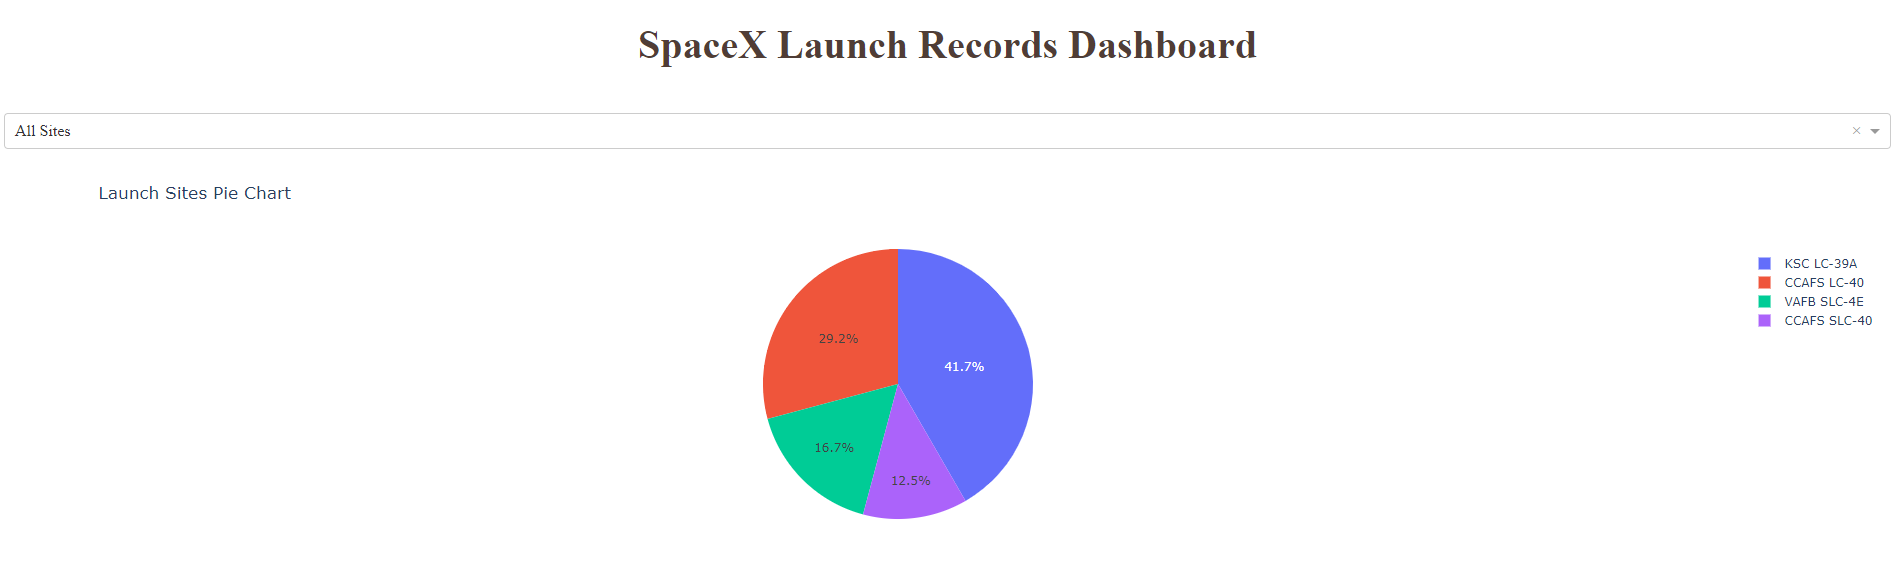 SpaceX Launch Records Dashboard
All Sites
Launch Sites Pie Chart
KSC LC-39A
CCAFS LC-40
VAFB SLC-4E
CCAFS SLC-40
29.2%
41.7%
16.7%
12.5%